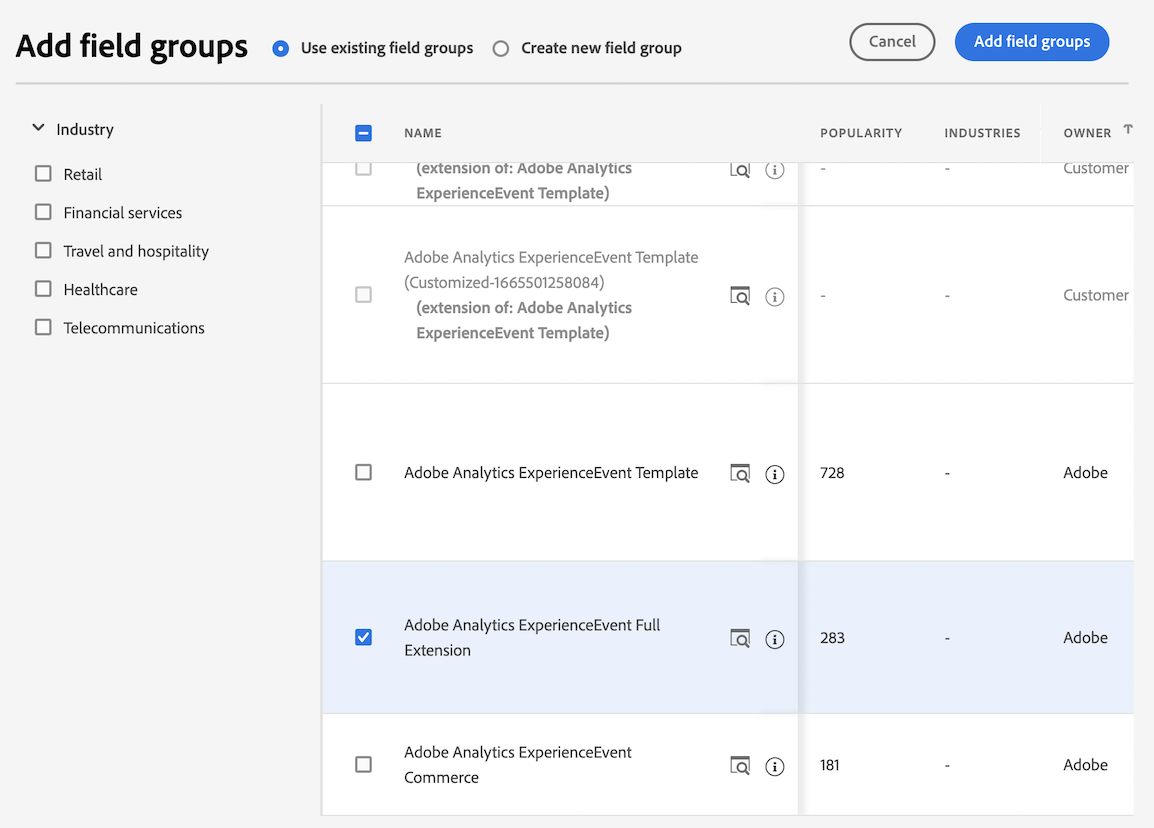 Add field groups
Use existing field groups
Create new field group
Cancel
Add field groups
Industry
Retail
Financial services
Travel and hospitality
Healthcare
Telecommunications
NAME POPULARITY INDUSTRIES OWNER
(extension of: Adobe Analytics - - Customer
ExperienceEvent Template)
Adobe Analytics ExperienceEvent Template
(Customized-1665501258084) - - Customer
(extension of: Adobe Analytics
ExperienceEvent Template)
Adobe Analytics ExperienceEvent Template 728 - Adobe
Adobe Analytics ExperienceEvent Full 283 - Adobe
Extension
Adobe Analytics ExperienceEvent 181 - Adobe
Commerce